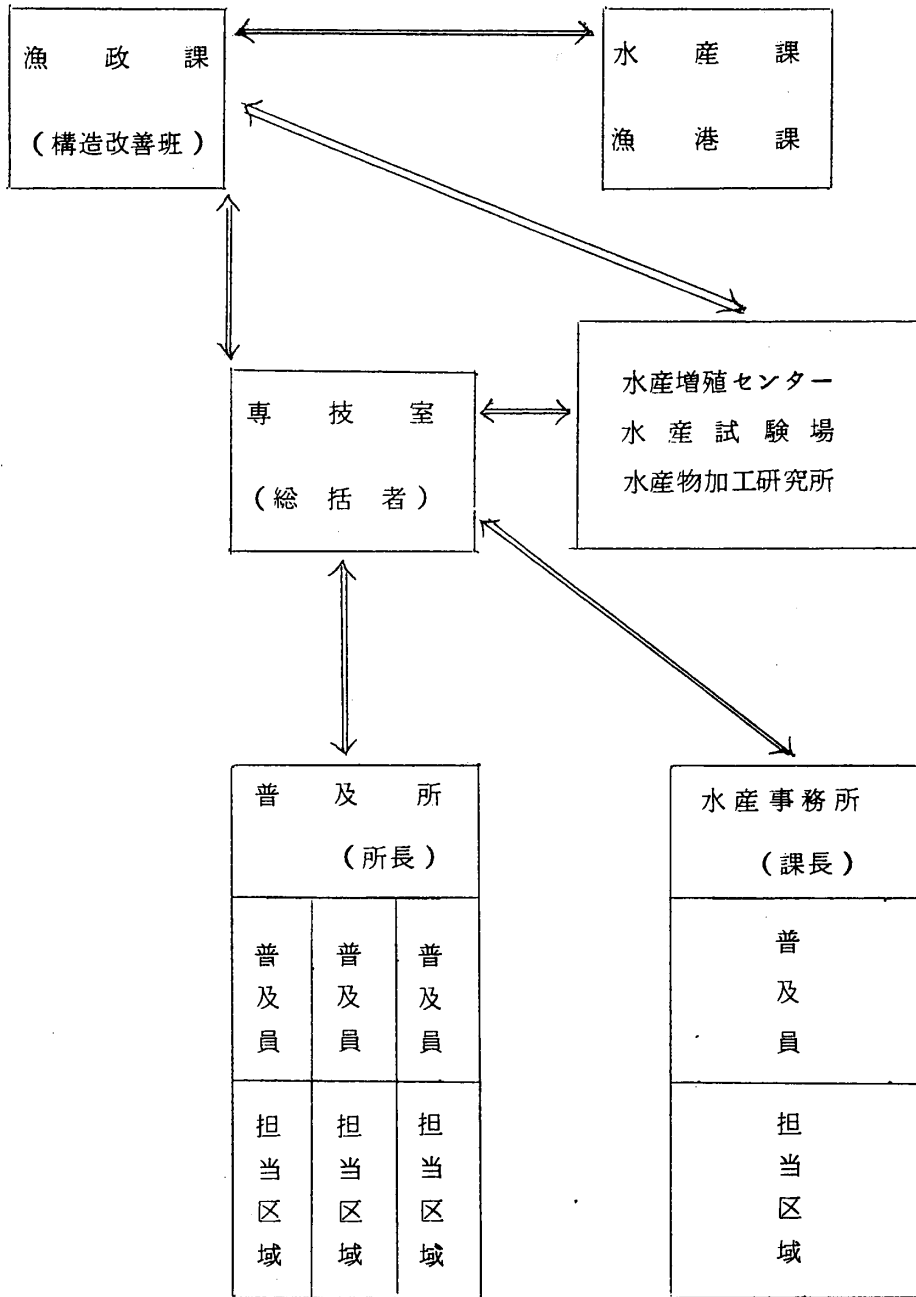 漁政課
（構造改善班）
水産課
漁港課
専技室
（総括者）
水産増殖センター
水産試験場
水産物加工研究所
普及所
（所長）
普及員
普及員
普及員
担当区域
担当区域
担当区域
水産事務所
（課長）
普及員
担当区域